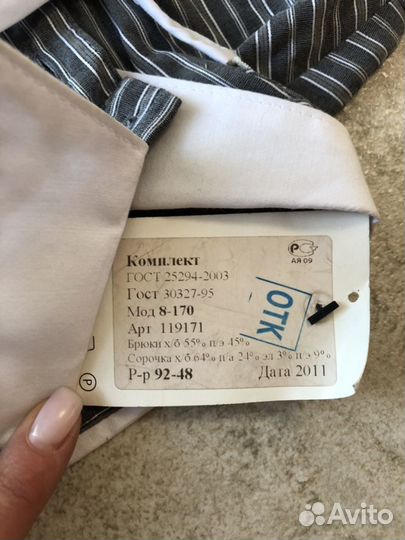 Комплект
ГОСТ 25294-2003
Гост 30327-95
Мод 8-170
Арт 119171
Брюки х/б 55% п/э 45%
Сорочка х/б 64% п/а 24% эл 3% п/э 9%
Р-р 92-48 Дата 2011
АЯ 09
ОТК
Р
Avito